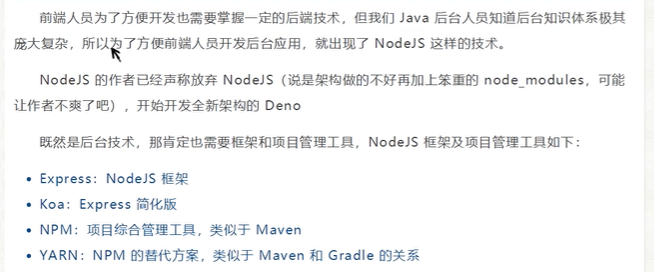 前端人员为了方便开发也需要掌握一定的后端技术，但我们 Java 后台人员知道后台知识体系极其
庞大复杂，所以为了方便前端人员开发后台应用，就出现了 NodeJS 这样的技术。
NodeJS 的作者已经声称放弃 NodeJS（说是架构做的不好再加上笨重的 node_modules，可能
让作者不爽了吧），开始开发全新架构的 Deno
既然是后台技术，那肯定也需要框架和项目管理工具，NodeJS 框架及项目管理工具如下：
• Express：NodeJS 框架
• Koa：Express 简化版
• NPM：项目综合管理工具，类似于 Maven
• YARN：NPM 的替代方案，类似于 Maven 和 Gradle 的关系